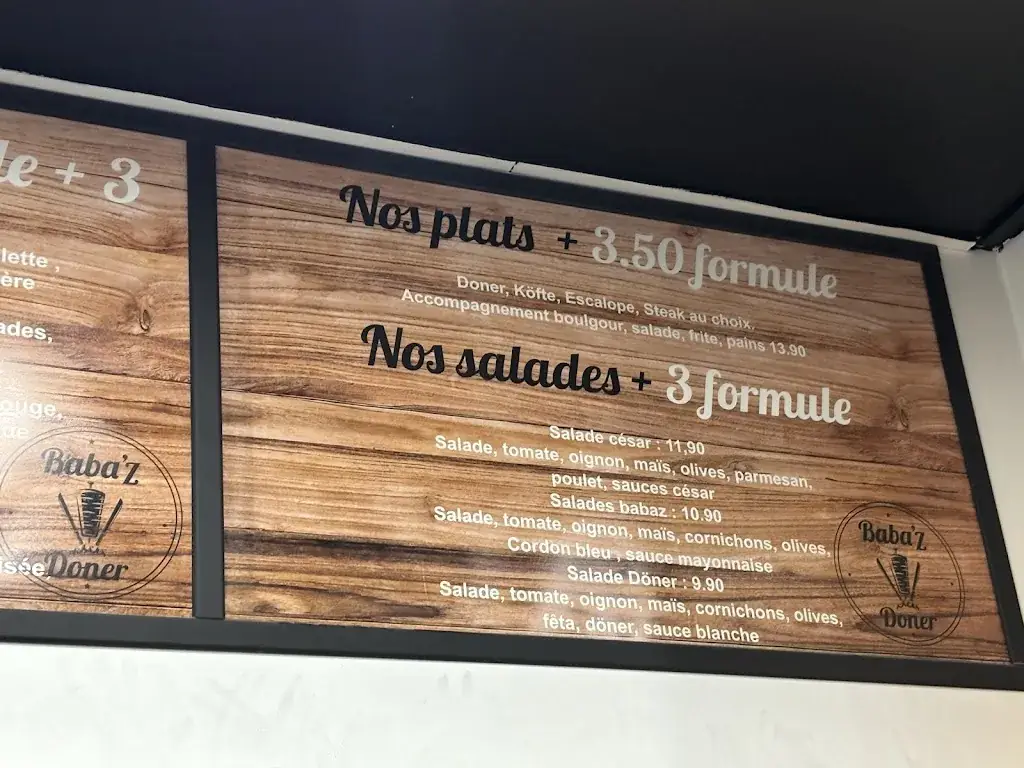 + 3
lette ,
ère
ades,
ouge,
de
Baba'z
Doner
Nos plats + 3.50 formule
Doner, Köfte, Escalope, Steak au choix.
Accompagnement boulgour, salade, frite, pains 13.90
Nos salades + 3 formule
Salade césar : 11,90
Salade, tomate, oignon, maïs, olives, parmesan,
poulet, sauces césar
Salades babaz : 10.90
Salade, tomate, oignon, maïs, cornichons, olives,
Cordon bleu , sauce mayonnaise
Salade Döner : 9.90
Salade, tomate, oignon, maïs, cornichons, olives,
fêta, döner, sauce blanche
Baba'z
Doner